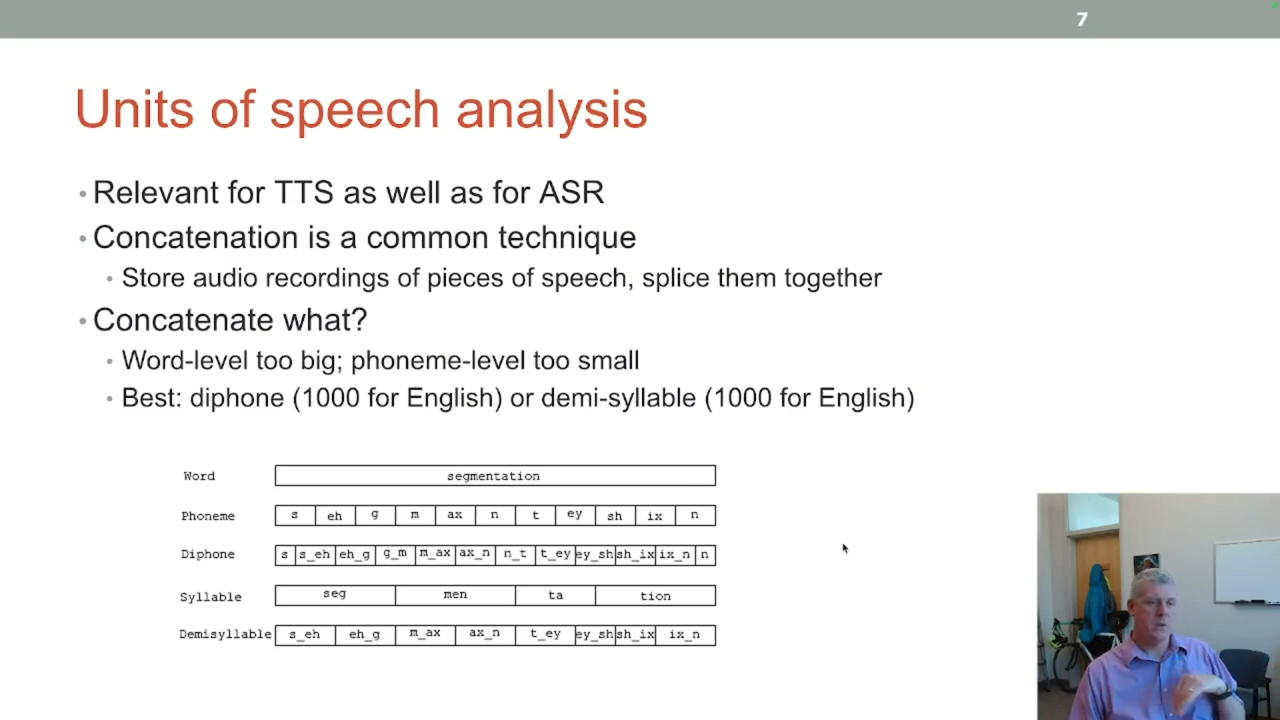 7
Units of speech analysis
• Relevant for TTS as well as for ASR
• Concatenation is a common technique
• Store audio recordings of pieces of speech, splice them together
• Concatenate what?
• Word-level too big; phoneme-level too small
• Best: diphone (1000 for English) or demi-syllable (1000 for English)
Word segmentation
Phoneme s eh g m ax n t ey sh ix n
Diphone s s_eh eh_g g_m m_ax ax_n n_t t_ey ey_sh sh_ix ix_n n
Syllable seg men ta tion
Demisyllable s_eh eh_g m_ax ax_n t_ey ey_sh sh_ix ix_n